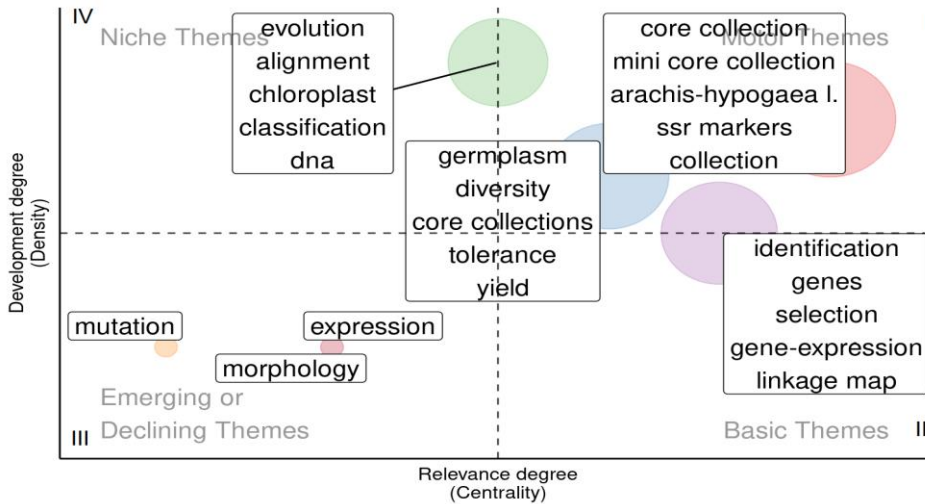 IV
Niche Themes
Motor Themes
evolution
alignment
chloroplast
classification
dna
core collection
mini core collection
arachis-hypogaea l.
ssr markers
collection
germplasm
diversity
core collections
tolerance
yield
identification
genes
selection
gene-expression
linkage map
mutation
expression
morphology
Emerging or
Declining Themes
III
Basic Themes
II
Development degree
(Density)
Relevance degree
(Centrality)